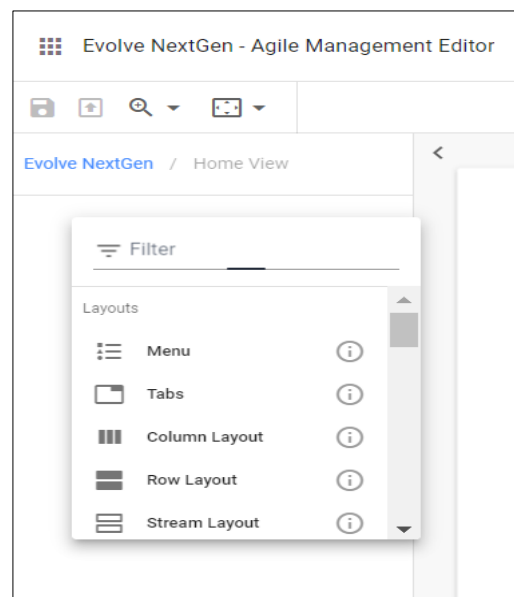 Evolve NextGen - Agile Management Editor
Evolve NextGen / Home View
Filter
Layouts
Menu
Tabs
Column Layout
Row Layout
Stream Layout